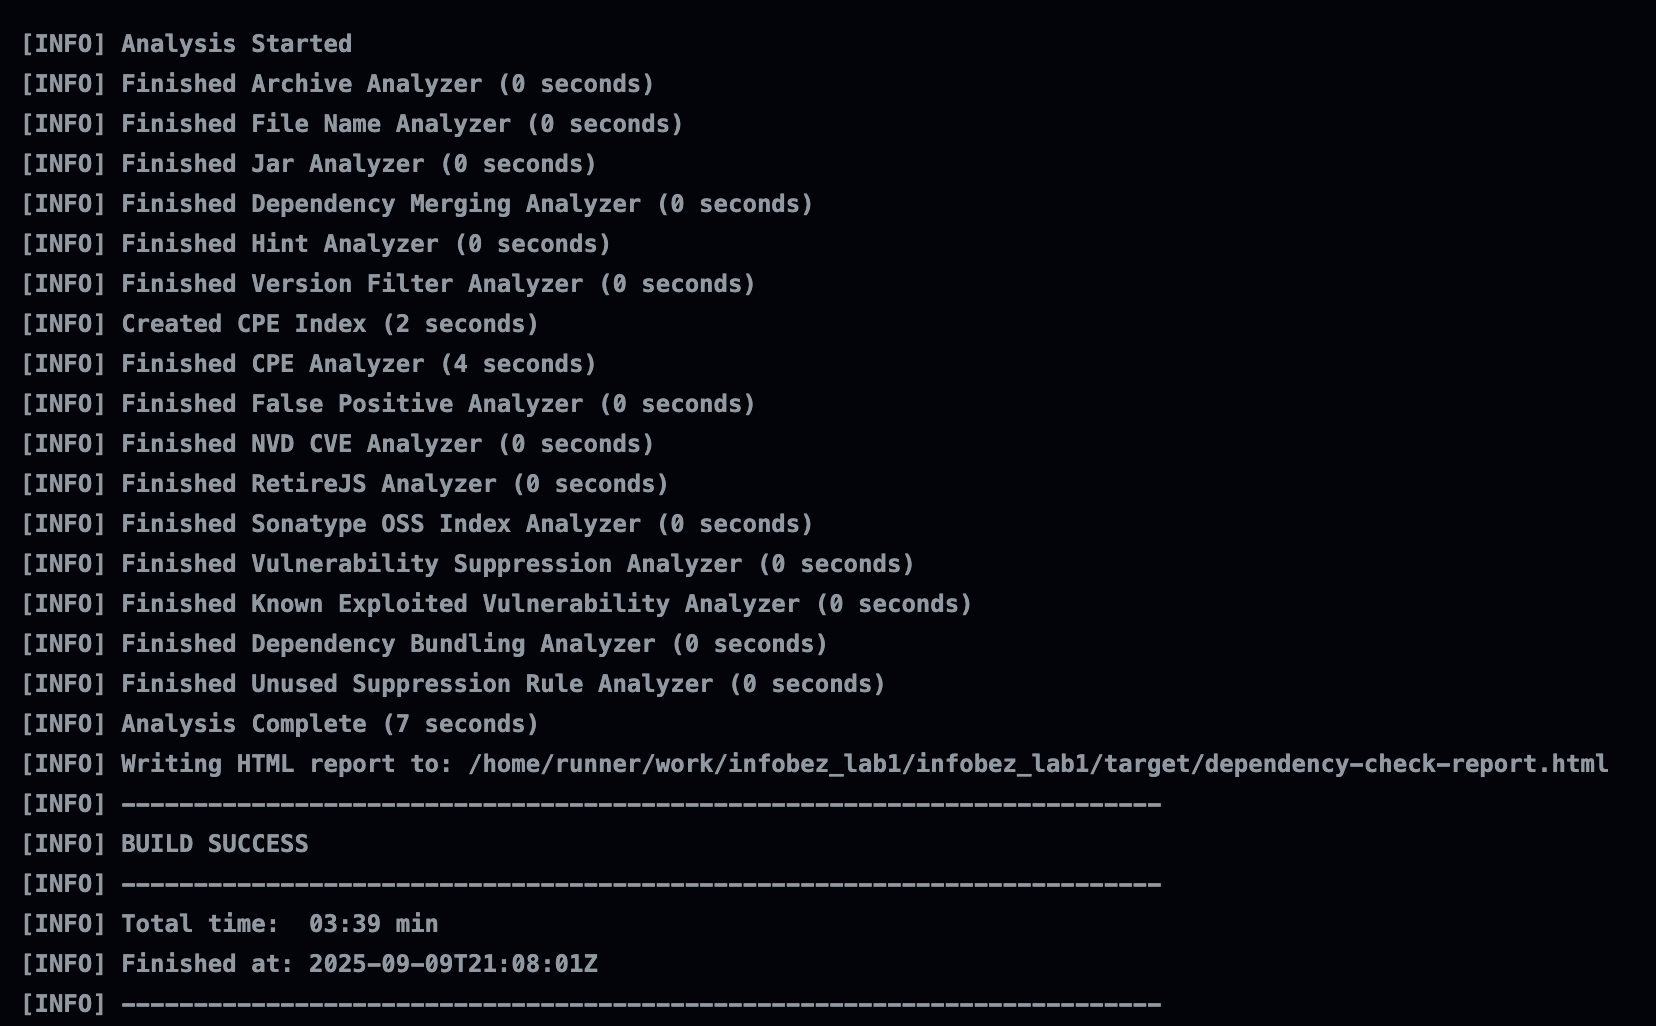 [INFO] Analysis Started
[INFO] Finished Archive Analyzer (0 seconds)
[INFO] Finished File Name Analyzer (0 seconds)
[INFO] Finished Jar Analyzer (0 seconds)
[INFO] Finished Dependency Merging Analyzer (0 seconds)
[INFO] Finished Hint Analyzer (0 seconds)
[INFO] Finished Version Filter Analyzer (0 seconds)
[INFO] Created CPE Index (2 seconds)
[INFO] Finished CPE Analyzer (4 seconds)
[INFO] Finished False Positive Analyzer (0 seconds)
[INFO] Finished NVD CVE Analyzer (0 seconds)
[INFO] Finished RetireJS Analyzer (0 seconds)
[INFO] Finished Sonatype OSS Index Analyzer (0 seconds)
[INFO] Finished Vulnerability Suppression Analyzer (0 seconds)
[INFO] Finished Known Exploited Vulnerability Analyzer (0 seconds)
[INFO] Finished Dependency Bundling Analyzer (0 seconds)
[INFO] Finished Unused Suppression Rule Analyzer (0 seconds)
[INFO] Analysis Complete (7 seconds)
[INFO] Writing HTML report to: /home/runner/work/infobez_lab1/infobez_lab1/target/dependency-check-report.html
[INFO] ------------------------------------------------------------------------
[INFO] BUILD SUCCESS
[INFO] ------------------------------------------------------------------------
[INFO] Total time:  03:39 min
[INFO] Finished at: 2025-09-09T21:08:01Z
[INFO] ------------------------------------------------------------------------